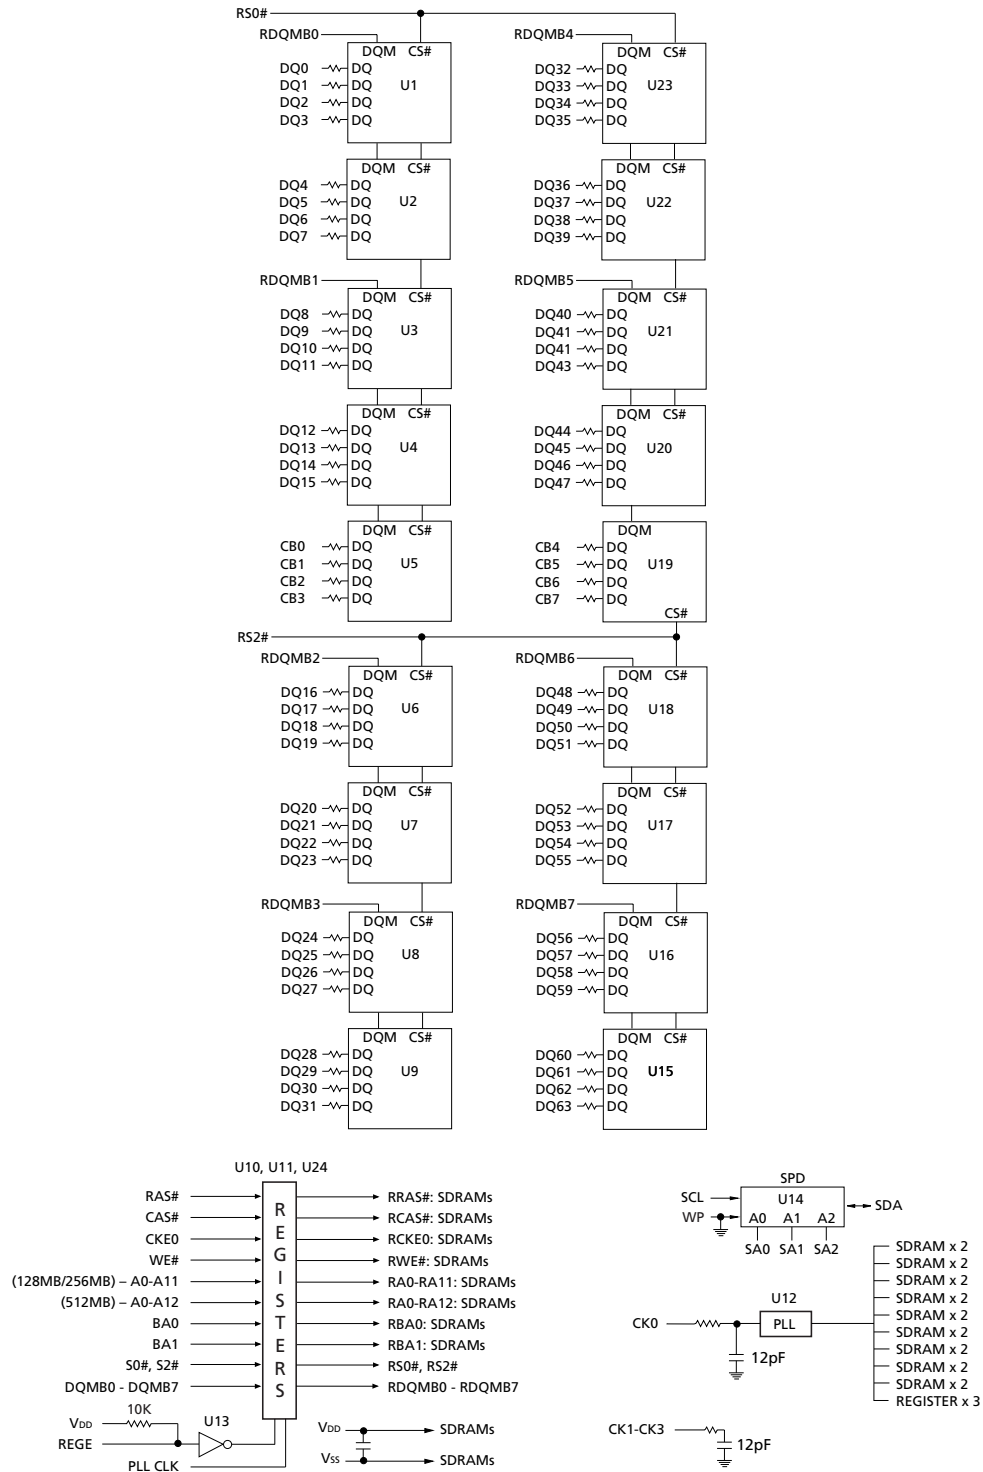 RS0#
RDQMB0 RDQMB4
DQM CS# DQM CS#
DQ0 DQ DQ32 DQ
DQ1 DQ U1 DQ33 DQ U23
DQ2 DQ DQ34 DQ
DQ3 DQ DQ35 DQ
DQM CS# DQM CS#
DQ4 DQ DQ36 DQ
DQ5 DQ U2 DQ37 DQ U22
DQ6 DQ DQ38 DQ
DQ7 DQ DQ39 DQ
RDQMB1 RDQMB5
DQM CS# DQM CS#
DQ8 DQ DQ40 DQ
DQ9 DQ U3 DQ41 DQ U21
DQ10 DQ DQ41 DQ
DQ11 DQ DQ43 DQ
DQM CS# DQM CS#
DQ12 DQ DQ44 DQ
DQ13 DQ U4 DQ45 DQ U20
DQ14 DQ DQ46 DQ
DQ15 DQ DQ47 DQ
DQM CS# DQM
CB0 DQ CB4 DQ
CB1 DQ U5 CB5 DQ U19
CB2 DQ CB6 DQ
CB3 DQ CB7 DQ
CS#
RS2#
RDQMB2 RDQMB6
DQM CS# DQM CS#
DQ16 DQ DQ48 DQ
DQ17 DQ U6 DQ49 DQ U18
DQ18 DQ DQ50 DQ
DQ19 DQ DQ51 DQ
DQM CS# DQM CS#
DQ20 DQ DQ52 DQ
DQ21 DQ U7 DQ53 DQ U17
DQ22 DQ DQ54 DQ
DQ23 DQ DQ55 DQ
RDQMB3 RDQMB7
DQM CS# DQM CS#
DQ24 DQ DQ56 DQ
DQ25 DQ U8 DQ57 DQ U16
DQ26 DQ DQ58 DQ
DQ27 DQ DQ59 DQ
DQM CS# DQM CS#
DQ28 DQ DQ60 DQ
DQ29 DQ U9 DQ61 DQ U15
DQ30 DQ DQ62 DQ
DQ31 DQ DQ63 DQ
U10, U11, U24
REGISTERS
RAS# RRAS#: SDRAMs
CAS# RCAS#: SDRAMs
CKE0 RCKE0: SDRAMs
WE# RWE#: SDRAMs
(128MB/256MB) – A0-A11 RA0-RA11: SDRAMs
(512MB) – A0-A12 RA0-RA12: SDRAMs
BA0 RBA0: SDRAMs
BA1 RBA1: SDRAMs
S0#, S2# RS0#, RS2#
DQMB0 - DQMB7 RDQMB0 - RDQMB7
10K
VDD
REGE
U13
PLL CLK
VDD SDRAMs
VSS SDRAMs
SPD
SCL U14
WP A0 A1 A2 SDA
SA0 SA1 SA2
SDRAM x 2
SDRAM x 2
SDRAM x 2
SDRAM x 2
SDRAM x 2
SDRAM x 2
SDRAM x 2
SDRAM x 2
SDRAM x 2
REGISTER x 3
U12
CK0 PLL
12pF
CK1-CK3
12pF